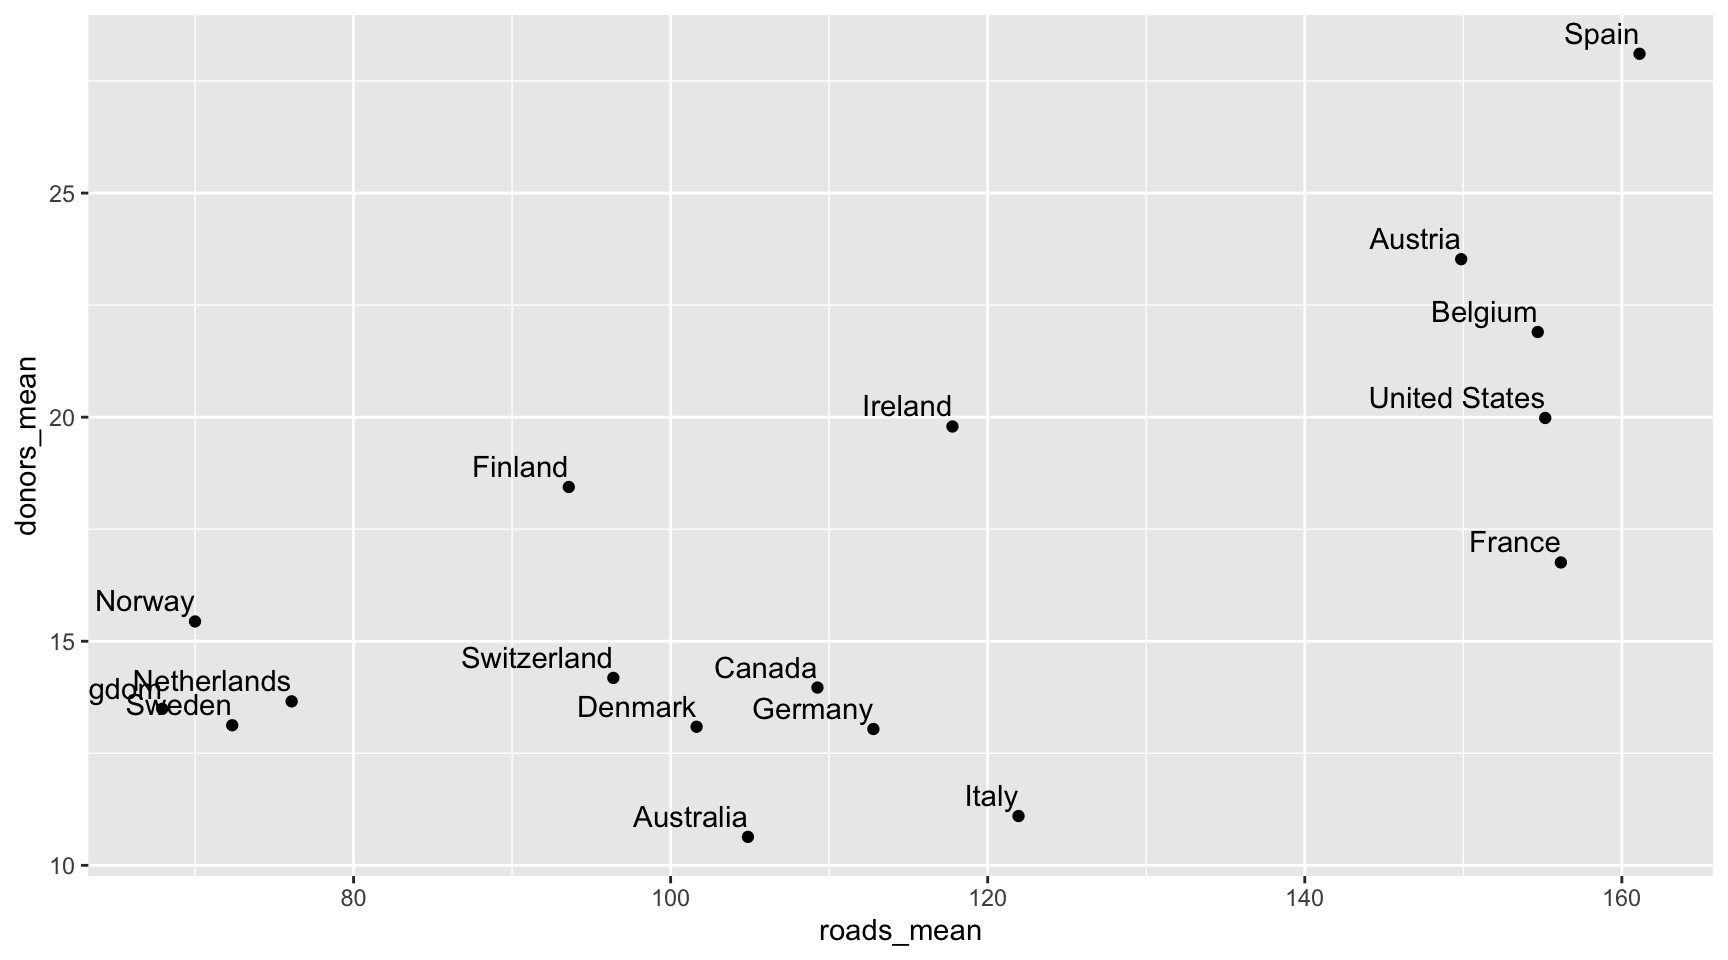 Spain
25
Austria
Belgium
20
United States
Ireland
Finland
France
Norway
15
Switzerland
Canada
Netherlands
gdom
Sweden
Denmark
Germany
Italy
Australia
10
80
100
120
140
160
roads_mean
donors_mean